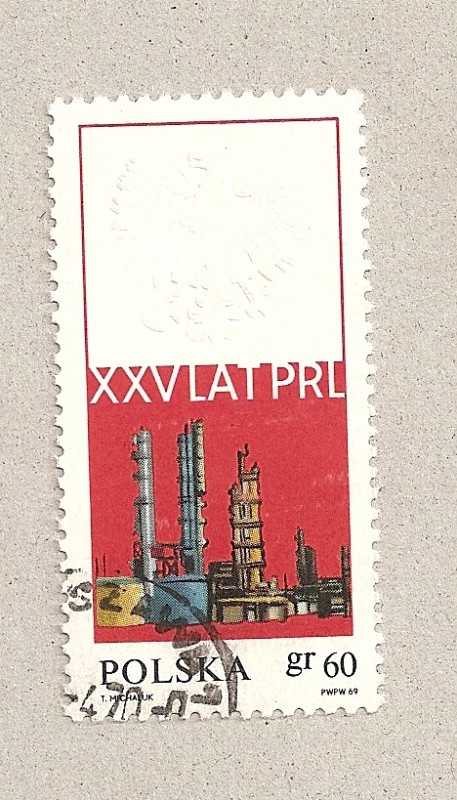 XXV LAT PRL
POLSKA gr 60
T. MICHALUK PWPW 69